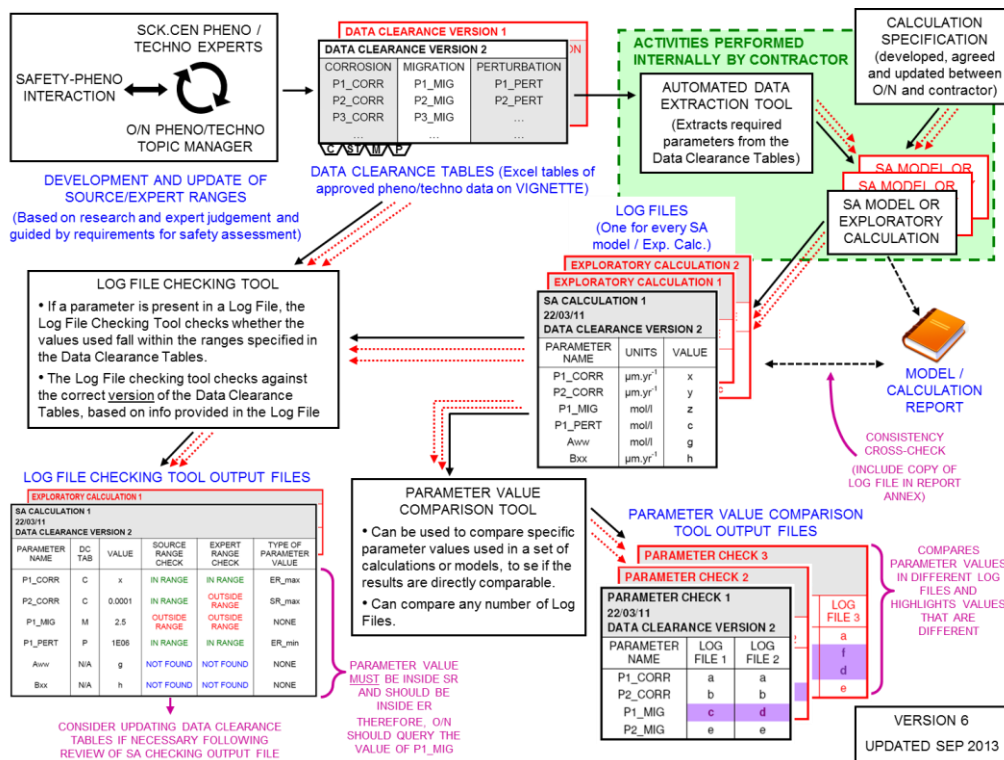 SCK.CEN PHENO /
TECHNO EXPERTS
SAFETY-PHENO
INTERACTION
O/N PHENO/TECHNO
TOPIC MANAGER
DEVELOPMENT AND UPDATE OF
SOURCE/EXPERT RANGES
(Based on research and expert judgement and
guided by requirements for safety assessment)
DATA CLEARANCE VERSION 1
DATA CLEARANCE VERSION 2
CORROSION MIGRATION PERTURBATION
P1_CORR P1_MIG P1_PERT
P2_CORR P2_MIG P2_PERT
P3_CORR P3_MIG ...
... ...
C ST M P
DATA CLEARANCE TABLES (Excel tables of
approved pheno/techno data on VIGNETTE)
ACTIVITIES PERFORMED
INTERNALLY BY CONTRACTOR
AUTOMATED DATA
EXTRACTION TOOL
(Extracts required
parameters from the
Data Clearance Tables)
CALCULATION
SPECIFICATION
(developed, agreed
and updated between
O/N and contractor)
SA MODEL OR
SA MODEL OR
SA MODEL OR
EXPLORATORY
CALCULATION
LOG FILES
(One for every SA
model / Exp. Calc.)
EXPLORATORY CALCULATION 2
EXPLORATORY CALCULATION 1
SA CALCULATION 1
22/03/11
DATA CLEARANCE VERSION 2
PARAMETER
NAME UNITS VALUE
P1_CORR µm.yr⁻¹ x
P2_CORR µm.yr⁻¹ y
P1_MIG mol/l z
P1_PERT mol/l c
Aww mol/l g
Bxx µm.yr⁻¹ h
MODEL /
CALCULATION
REPORT
CONSISTENCY
CROSS-CHECK
(INCLUDE COPY OF
LOG FILE IN REPORT
ANNEX)
LOG FILE CHECKING TOOL
• If a parameter is present in a Log File, the
Log File Checking Tool checks whether the
values used fall within the ranges specified in
the Data Clearance Tables.
• The Log File checking tool checks against
the correct version of the Data Clearance
Tables, based on info provided in the Log File
LOG FILE CHECKING TOOL OUTPUT FILES
EXPLORATORY CALCULATION 1
SA CALCULATION 1
22/03/11
DATA CLEARANCE VERSION 2
PARAMETER NAME DC TAB VALUE SOURCE RANGE CHECK EXPERT RANGE CHECK TYPE OF PARAMETER VALUE
P1_CORR C x IN RANGE IN RANGE ER_max
P2_CORR C 0.0001 IN RANGE OUTSIDE RANGE SR_max
P1_MIG M 2.5 OUTSIDE RANGE OUTSIDE RANGE NONE
P1_PERT P 1E06 IN RANGE IN RANGE ER_min
Aww N/A g NOT FOUND NOT FOUND NONE
Bxx N/A h NOT FOUND NOT FOUND NONE
CONSIDER UPDATING DATA CLEARANCE
TABLES IF NECESSARY FOLLOWING
REVIEW OF SA CHECKING OUTPUT FILE
PARAMETER VALUE
MUST BE INSIDE SR
AND SHOULD BE
INSIDE ER
THEREFORE, O/N
SHOULD QUERY THE
VALUE OF P1_MIG
PARAMETER VALUE
COMPARISON TOOL
• Can be used to compare specific
parameter values used in a set of
calculations or models, to se if the
results are directly comparable.
• Can compare any number of Log
Files.
PARAMETER VALUE COMPARISON
TOOL OUTPUT FILES
PARAMETER CHECK 3
PARAMETER CHECK 2
PARAMETER CHECK 1
22/03/11
DATA CLEARANCE VERSION 2
PARAMETER NAME LOG FILE 1 LOG FILE 2
P1_CORR a a
P2_CORR b b
P1_MIG c d
P2_MIG e e
LOG
FILE 3
a
f
d
e
COMPARES
PARAMETER VALUES
IN DIFFERENT LOG
FILES AND
HIGHLIGHTS VALUES
THAT ARE
DIFFERENT
VERSION 6
UPDATED SEP 2013